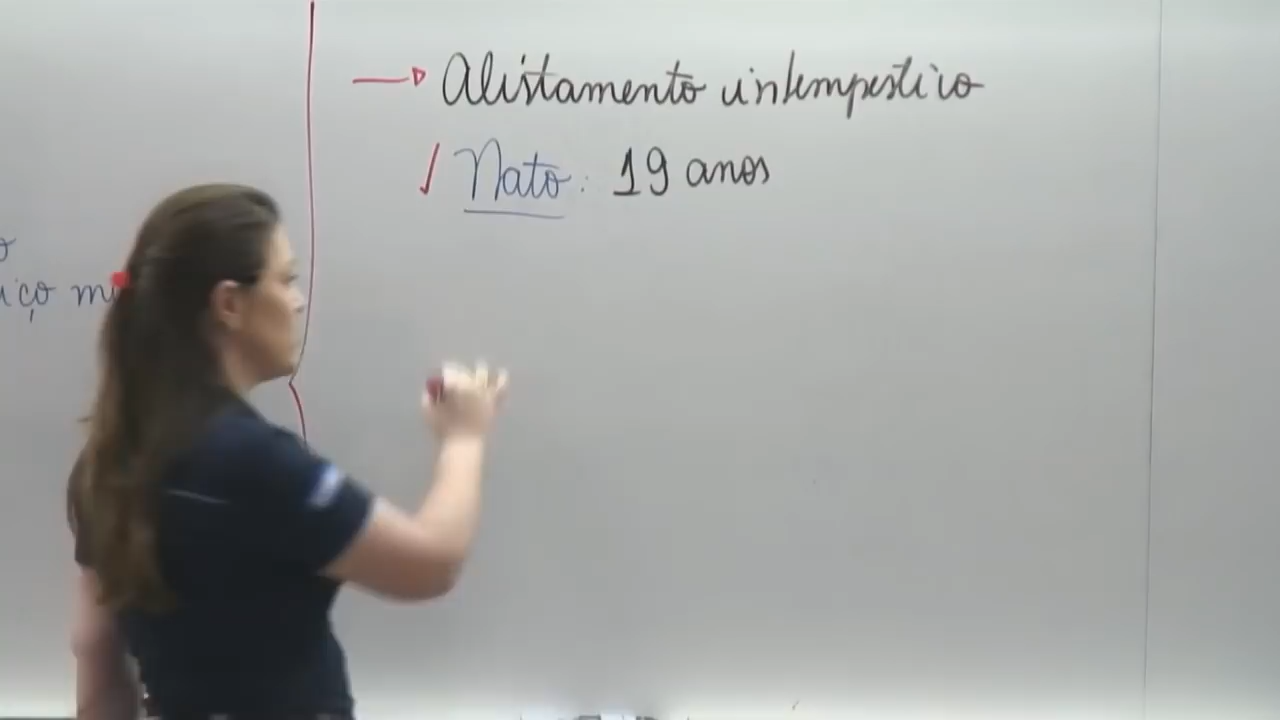 → Alistamento intempestivo
Nato: 19 anos